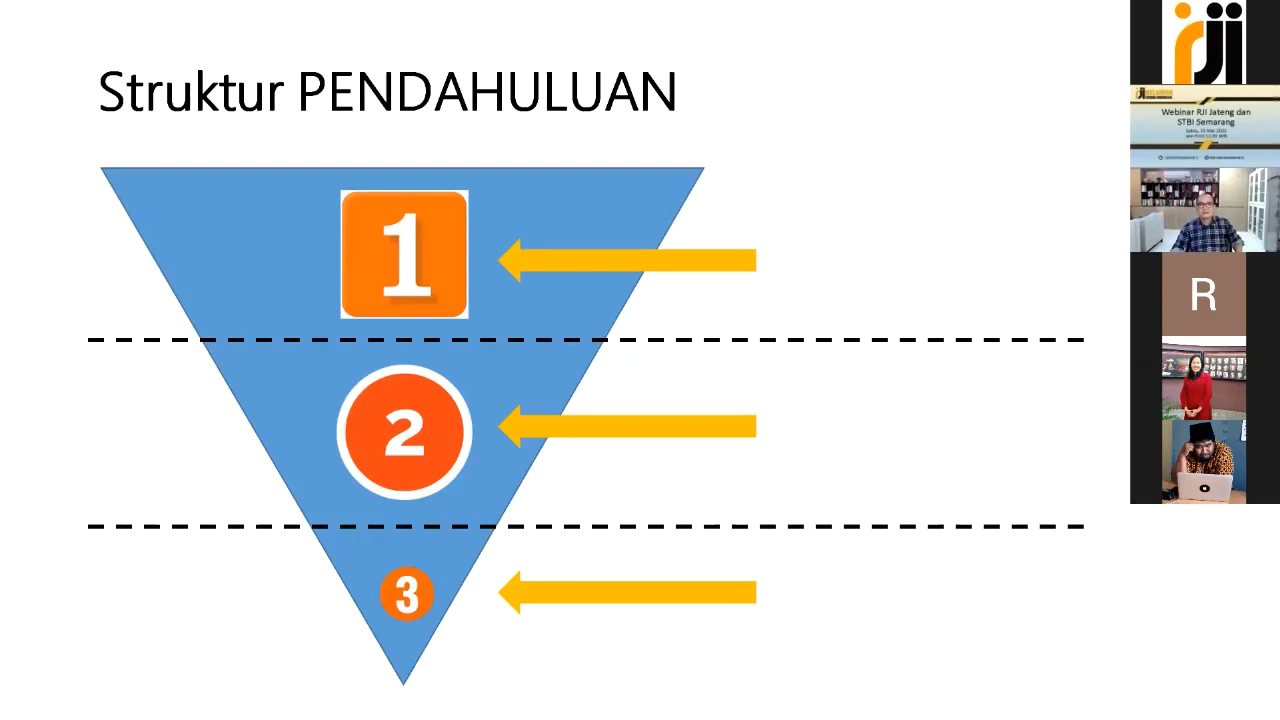 Struktur PENDAHULUAN
1
2
3
rji
Webinar RJI Jateng dan
STBI Semarang
R